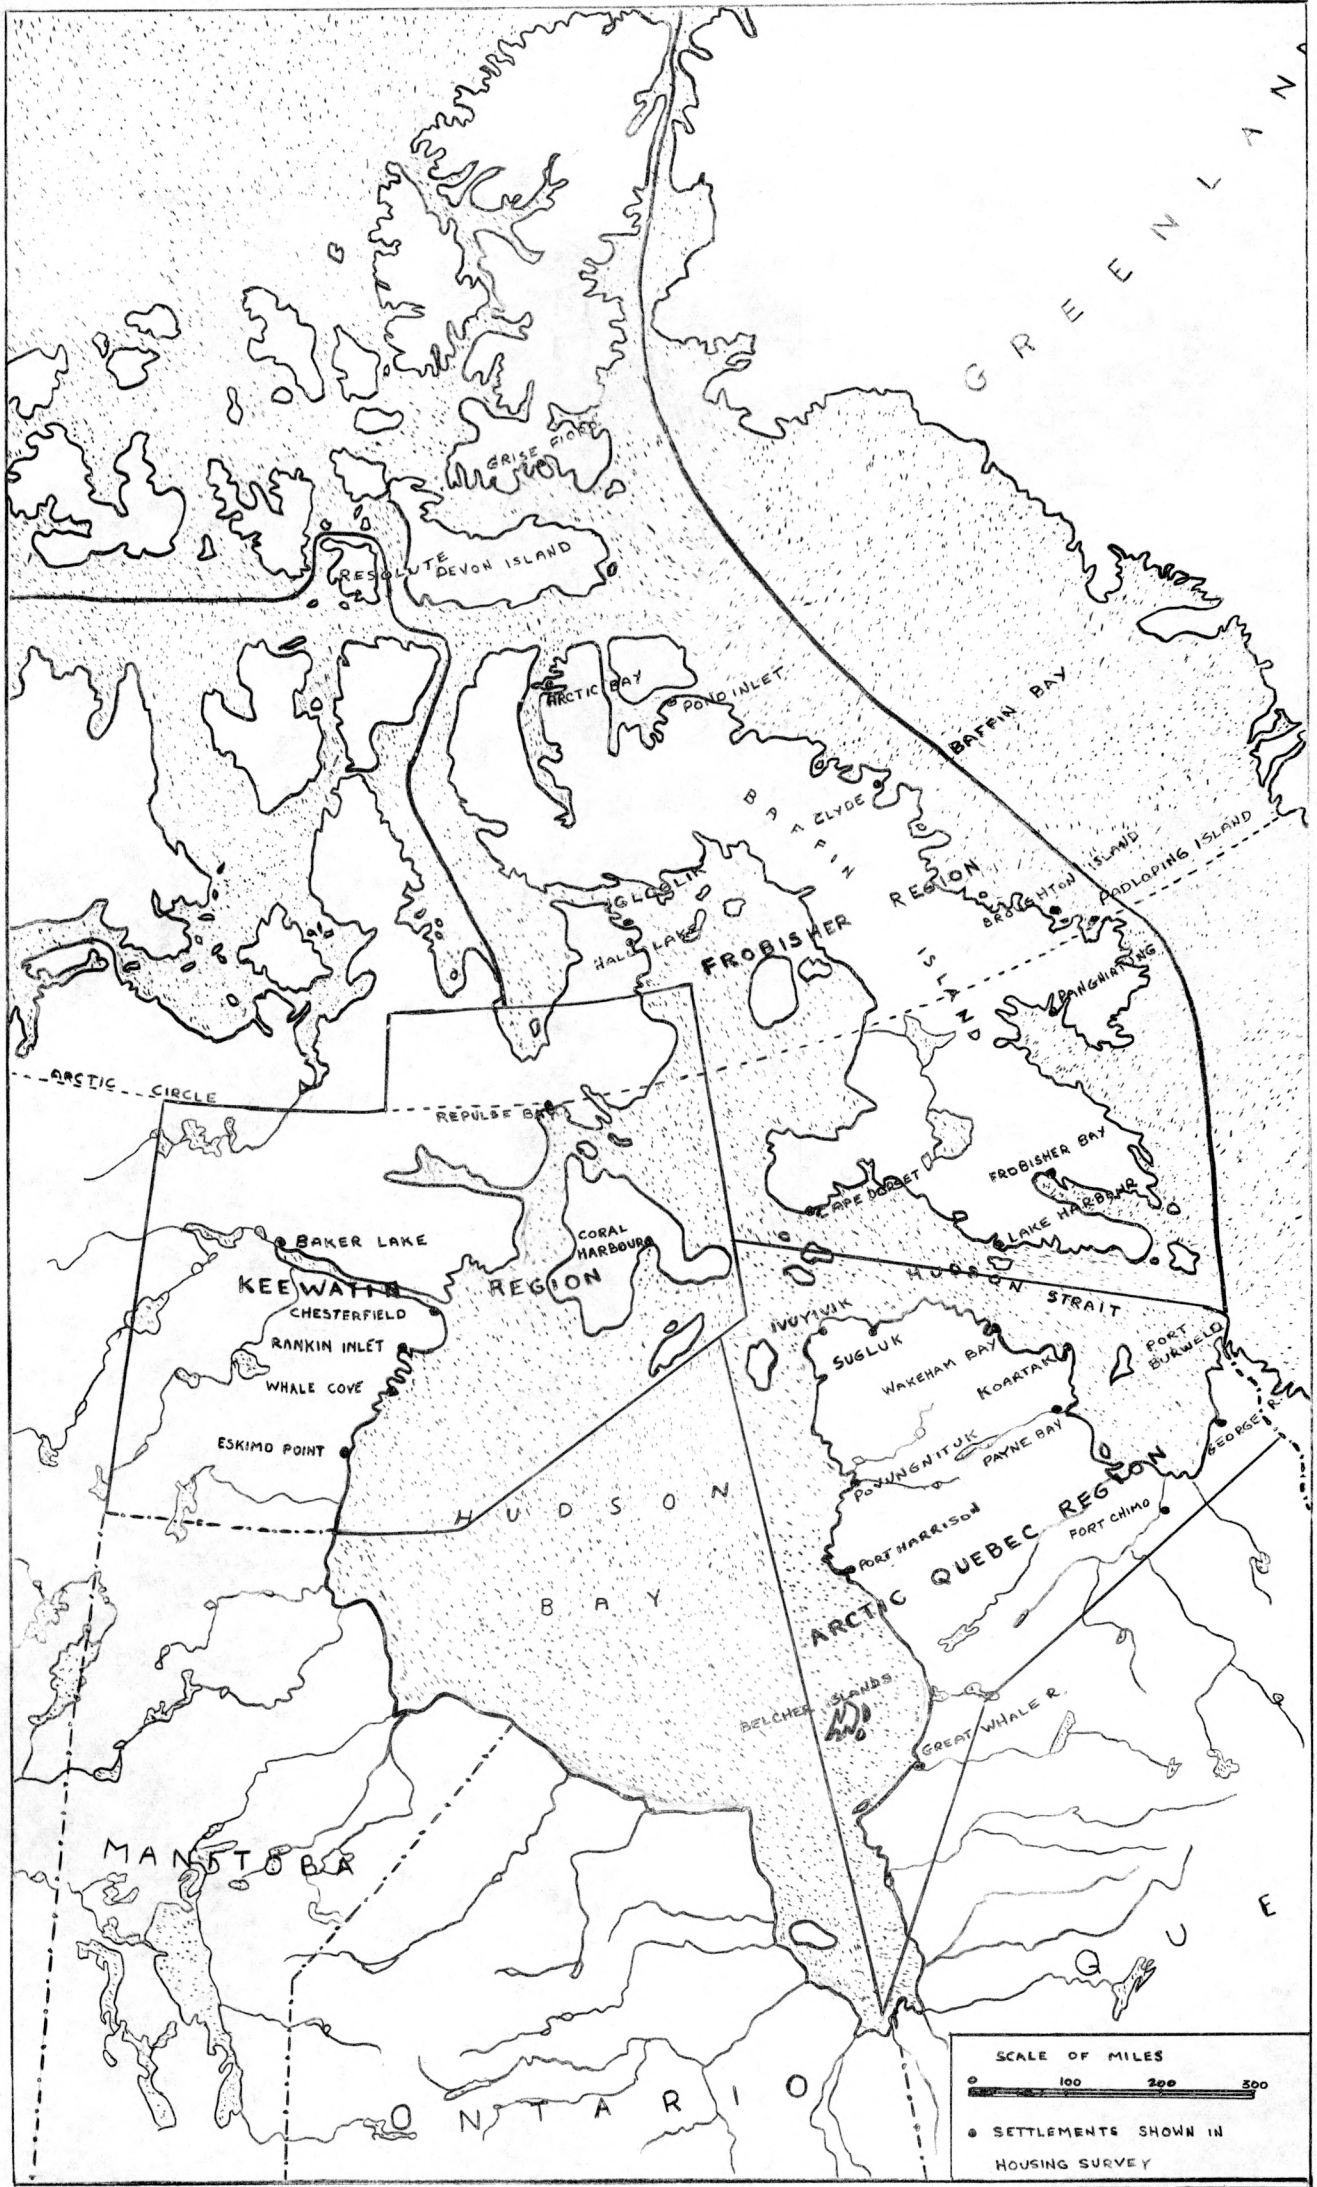 GREENLAN
GRISE FIORD
RESOLUTE
DEVON ISLAND
ARCTIC BAY
POND INLET
BAFFIN BAY
BAFFIN
CLYDE
REGION
BROUGHTON ISLAND
PADLOPING ISLAND
IGLOOLIK
HALL LAKE
FROBISHER
ISLAND
PANGNIRTUNG
ARCTIC CIRCLE
REPULSE BAY
FROBISHER BAY
CAPE DORSET
LAKE HARBOUR
BAKER LAKE
CORAL
HARBOUR
KEEWATIN REGION
HUDSON STRAIT
CHESTERFIELD
RANKIN INLET
WHALE COVE
IVUYIVIK
SUGLUK
WAKEHAM BAY
KOARTAK
PORT
BURWELL
ESKIMO POINT
POVUNGNITUK
PAYNE BAY
GEORGE R.
HUDSON
BAY
PORT HARRISON
FORT CHIMO
ARCTIC QUEBEC REGION
BELCHER ISLANDS
GREAT WHALE R.
MANITOBA
QUE
ONTARIO
SCALE OF MILES
0 100 200 300
SETTLEMENTS SHOWN IN
HOUSING SURVEY